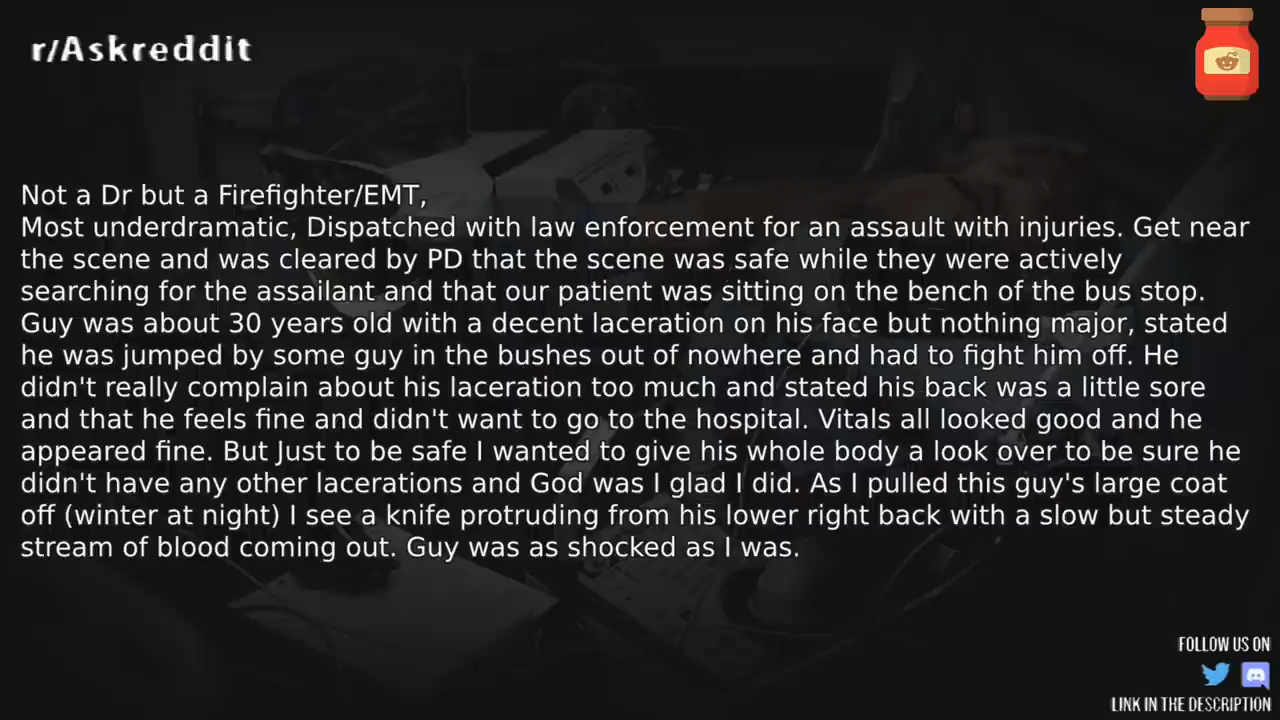 r/Askreddit
Not a Dr but a Firefighter/EMT,
Most underdramatic, Dispatched with law enforcement for an assault with injuries. Get near
the scene and was cleared by PD that the scene was safe while they were actively
searching for the assailant and that our patient was sitting on the bench of the bus stop.
Guy was about 30 years old with a decent laceration on his face but nothing major, stated
he was jumped by some guy in the bushes out of nowhere and had to fight him off. He
didn't really complain about his laceration too much and stated his back was a little sore
and that he feels fine and didn't want to go to the hospital. Vitals all looked good and he
appeared fine. But Just to be safe I wanted to give his whole body a look over to be sure he
didn't have any other lacerations and God was I glad I did. As I pulled this guy's large coat
off (winter at night) I see a knife protruding from his lower right back with a slow but steady
stream of blood coming out. Guy was as shocked as I was.
FOLLOW US ON
LINK IN THE DESCRIPTION